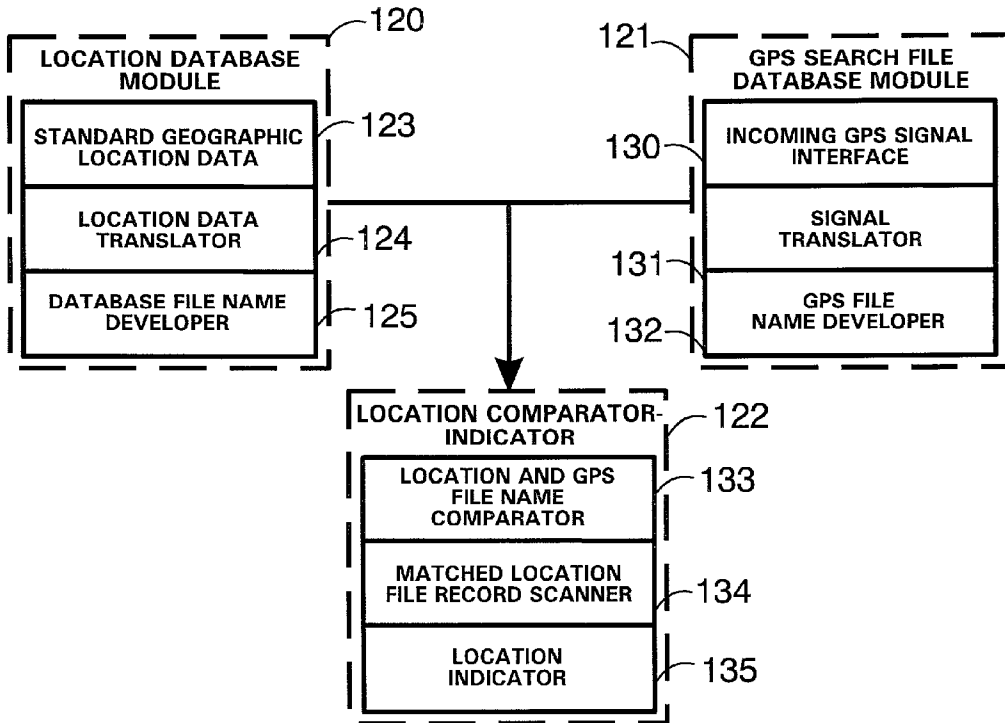 120
LOCATION DATABASE
MODULE
STANDARD GEOGRAPHIC
LOCATION DATA
123
LOCATION DATA
TRANSLATOR
124
DATABASE FILE NAME
DEVELOPER
125
121
GPS SEARCH FILE
DATABASE MODULE
INCOMING GPS SIGNAL
INTERFACE
130
SIGNAL
TRANSLATOR
131
GPS FILE
NAME DEVELOPER
132
LOCATION COMPARATOR-
INDICATOR
122
LOCATION AND GPS
FILE NAME
COMPARATOR
133
MATCHED LOCATION
FILE RECORD SCANNER
134
LOCATION
INDICATOR
135